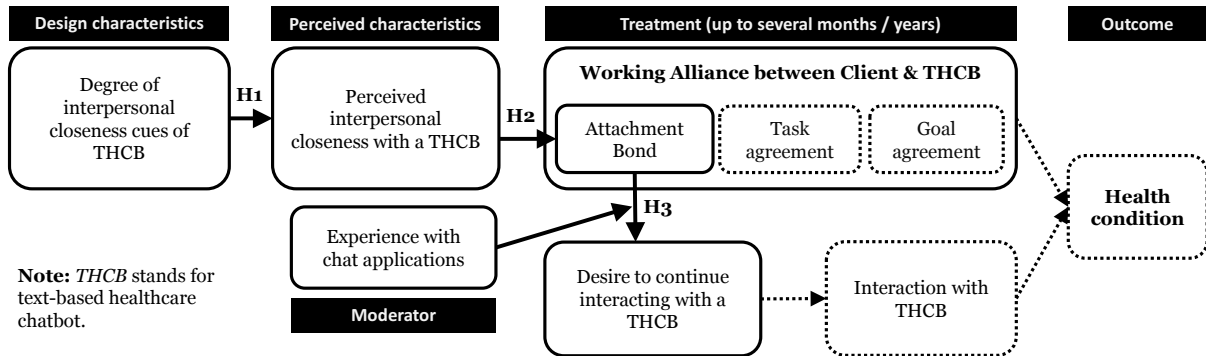 Design characteristics
Perceived characteristics
Treatment (up to several months / years)
Outcome
Degree of
interpersonal
closeness cues of
THCB
H1
Perceived
interpersonal
closeness with a THCB
H2
Working Alliance between Client & THCB
Attachment
Bond
Task
agreement
Goal
agreement
Health
condition
H3
Experience with
chat applications
Moderator
Desire to continue
interacting with a
THCB
Interaction with
THCB
Note: THCB stands for
text-based healthcare
chatbot.